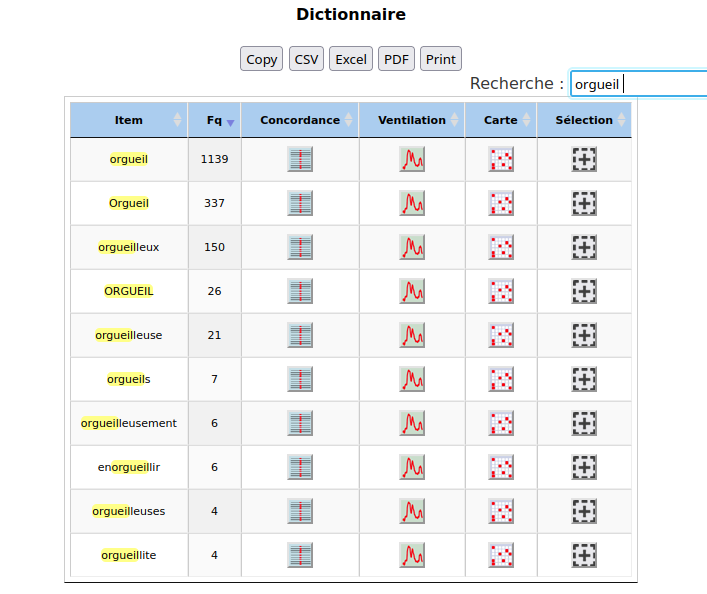 Dictionnaire
Copy CSV Excel PDF Print
Recherche : orgueil
Item Fq Concordance Ventilation Carte Sélection
orgueil 1139
Orgueil 337
orgueilleux 150
ORGUEIL 26
orgueilleuse 21
orgueils 7
orgueilleusement 6
enorgueillir 6
orgueilleuses 4
orgueillite 4